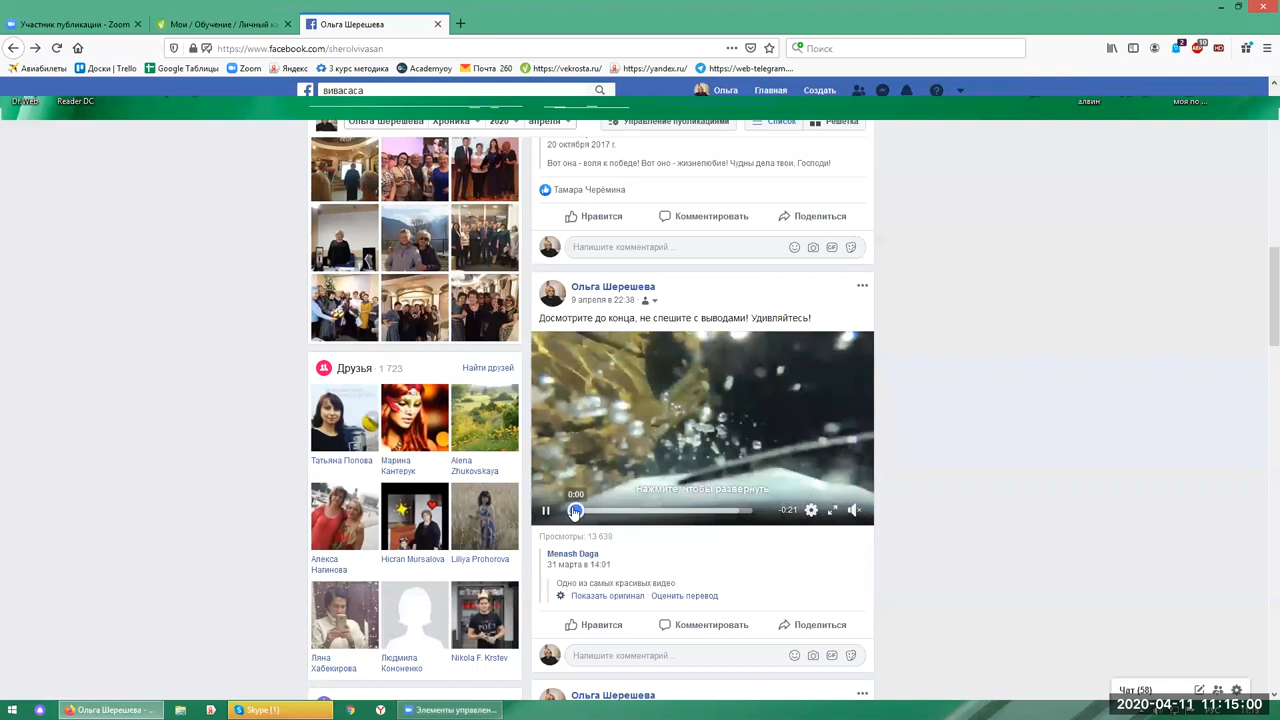 Участник публикации - Zoom
Мои / Обучение / Личный к
Ольга Шерешева
https://www.facebook.com/sherolvivasan
Поиск
Авиабилеты
Доски | Trello
Google Таблицы
Zoom
Яндекс
3 курс методика
Academyoy
Почта 260
https://vekrosta.ru/
https://yandex.ru/
https://web-telegram....
вивасаса
Ольга
Главная
Создать
Dr.Web
Reader DC
алвин
моя по ...
Ольга Шерешева
Хроника
2020
апреля
Управление публикациями
Список
Решетка
20 октября 2017 г.
Вот она - воля к победе! Вот оно - жизнелюбие! Чудны дела твои, Господи!
Тамара Черёмина
Нравится
Комментировать
Поделиться
Напишите комментарий...
GIF
Ольга Шерешева
9 апреля в 22:38
Досмотрите до конца, не спешите с выводами! Удивляйтесь!
Нажмите, чтобы развернуть
0:00
-0:21
Просмотры: 13 638
Menash Daga
31 марта в 14:01
Одно из самых красивых видео
Показать оригинал
Оценить перевод
Нравится
Комментировать
Поделиться
Напишите комментарий...
GIF
Ольга Шерешева
Друзья · 1 723
Найти друзей
Татьяна Попова
Марина Кантерук
Alena Zhukovskaya
Алекса Нагинова
Hicran Mursalova
Liliya Prohorova
Ляна Хабекирова
Людмила Кононенко
Nikola F. Krstev
Чат (58)
Ольга Шерешева - ...
Skype [1]
Элементы управлен...
2020-04-11 11:15:00